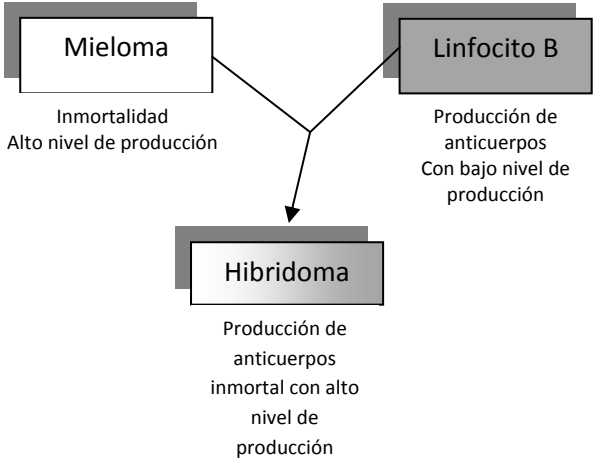 Mieloma
Inmortalidad
Alto nivel de producción
Linfocito B
Producción de
anticuerpos
Con bajo nivel de
producción
Hibridoma
Producción de
anticuerpos
inmortal con alto
nivel de
producción